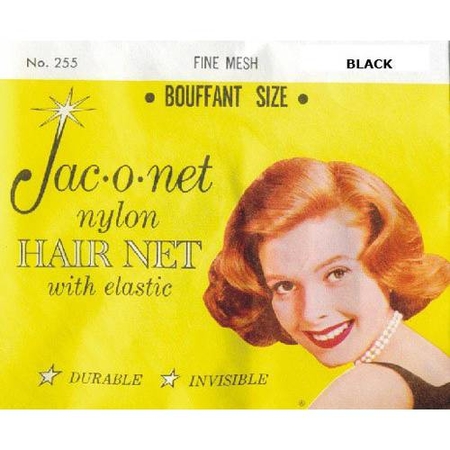 No. 255 FINE MESH BLACK
• BOUFFANT SIZE •
Jac·o·net
nylon
HAIR NET
with elastic
DURABLE INVISIBLE
®